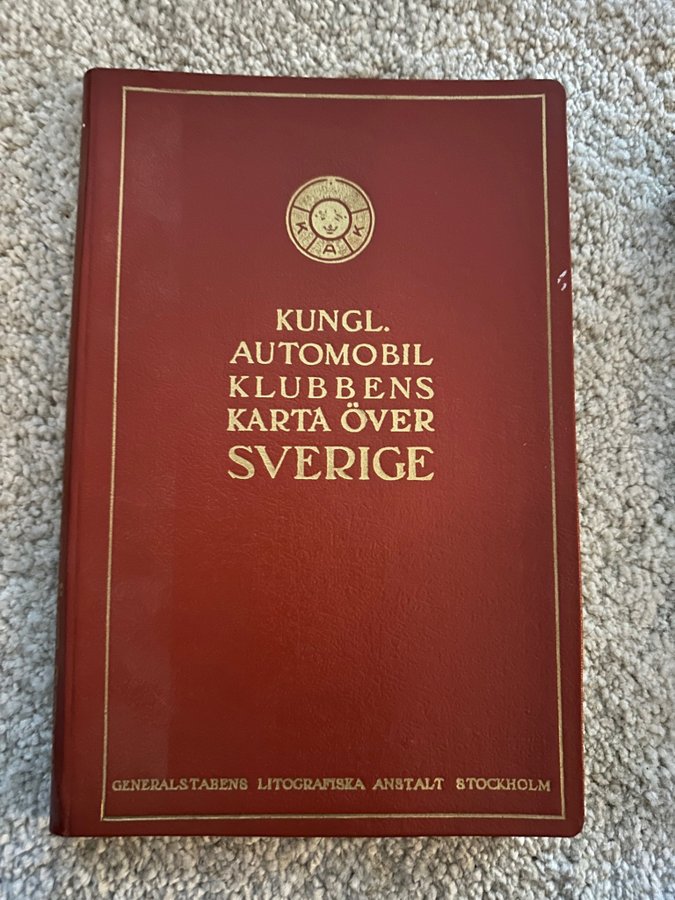 K A K
KUNGL.
AUTOMOBIL
KLUBBENS
KARTA ÖVER
SVERIGE
GENERALSTABENS LITOGRAFISKA ANSTALT STOCKHOLM